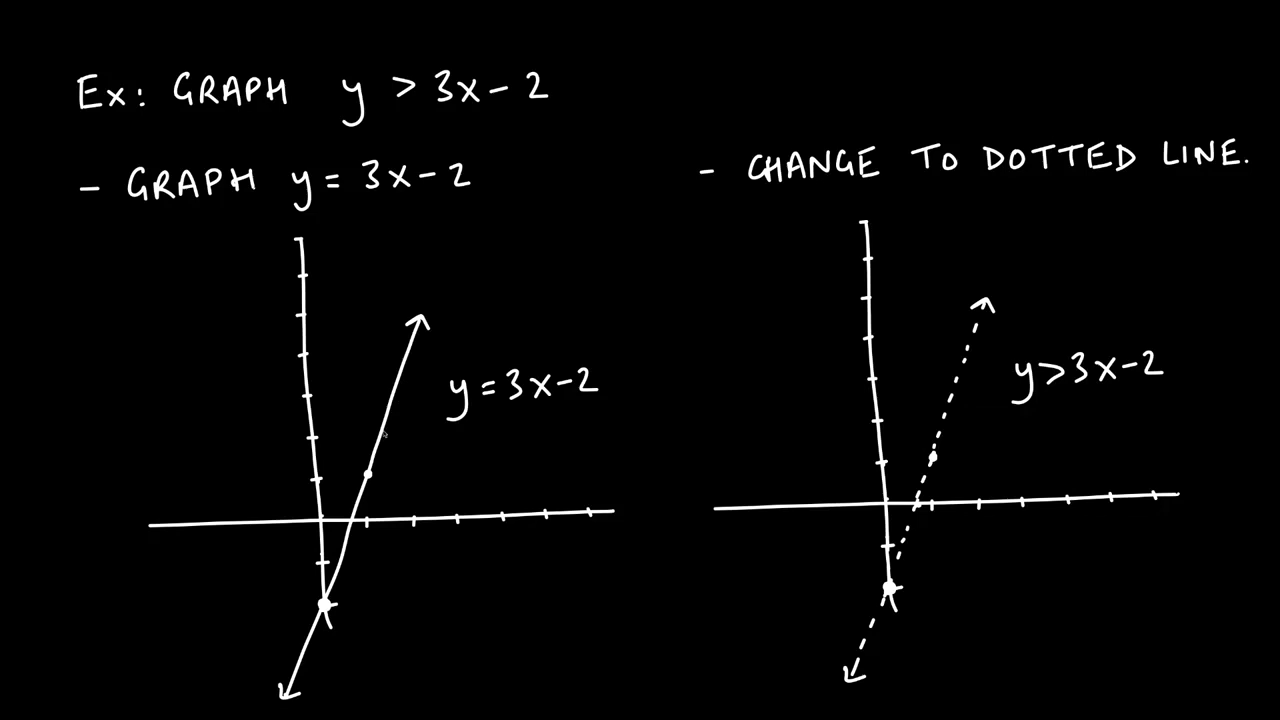 Ex: GRAPH y > 3x - 2
- GRAPH y = 3x - 2
y = 3x - 2
- CHANGE TO DOTTED LINE.
y > 3x - 2